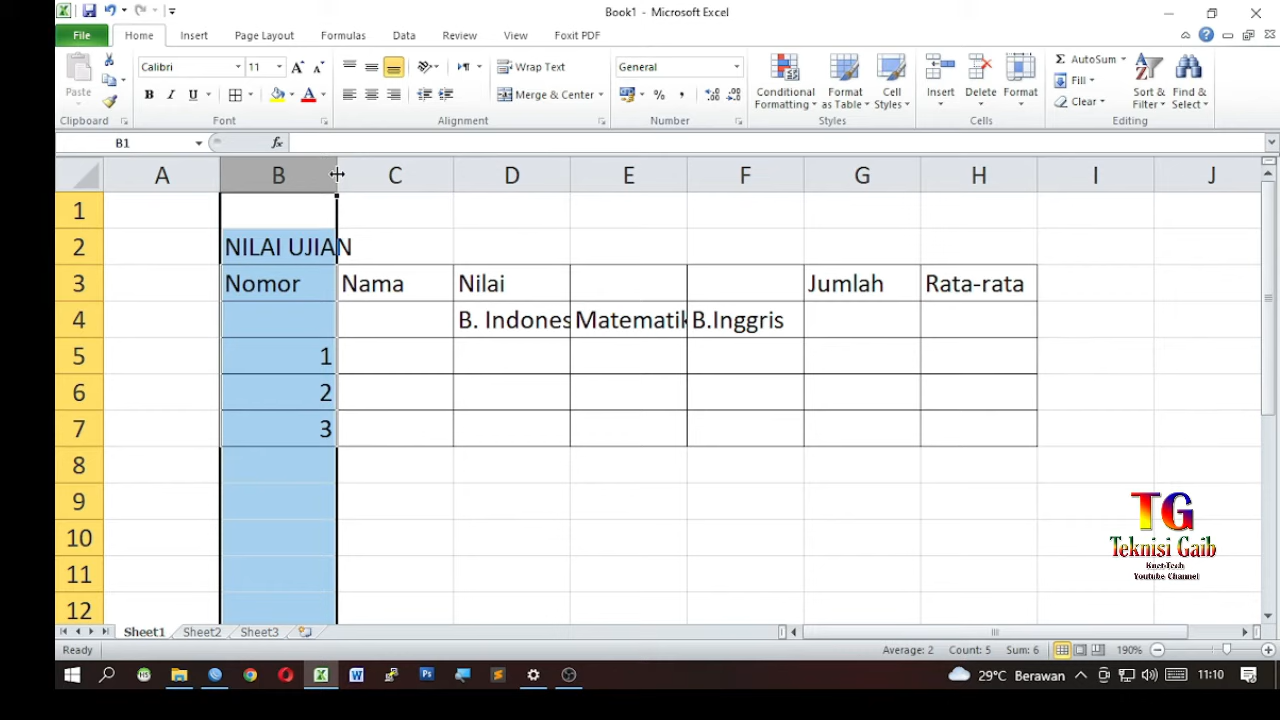 Book1 - Microsoft Excel
File Home Insert Page Layout Formulas Data Review View Foxit PDF
Calibri 11 Wrap Text General AutoSum
Fill
Paste Merge & Center Conditional Formatting Format as Table Cell Styles Insert Delete Format Clear Sort & Filter Find & Select
Clipboard Font Alignment Number Styles Cells Editing
B1 fx
A B C D E F G H I J
1
2 NILAI UJIAN
3 Nomor Nama Nilai Jumlah Rata-rata
4 B. Indones Matematik B.Inggris
5 1
6 2
7 3
8
9
10
11
12
TG
Teknisi Gaib
Knet-Tech
Youtube Channel
Sheet1 Sheet2 Sheet3
Ready Average: 2 Count: 5 Sum: 6 190%
29°C Berawan 11:10